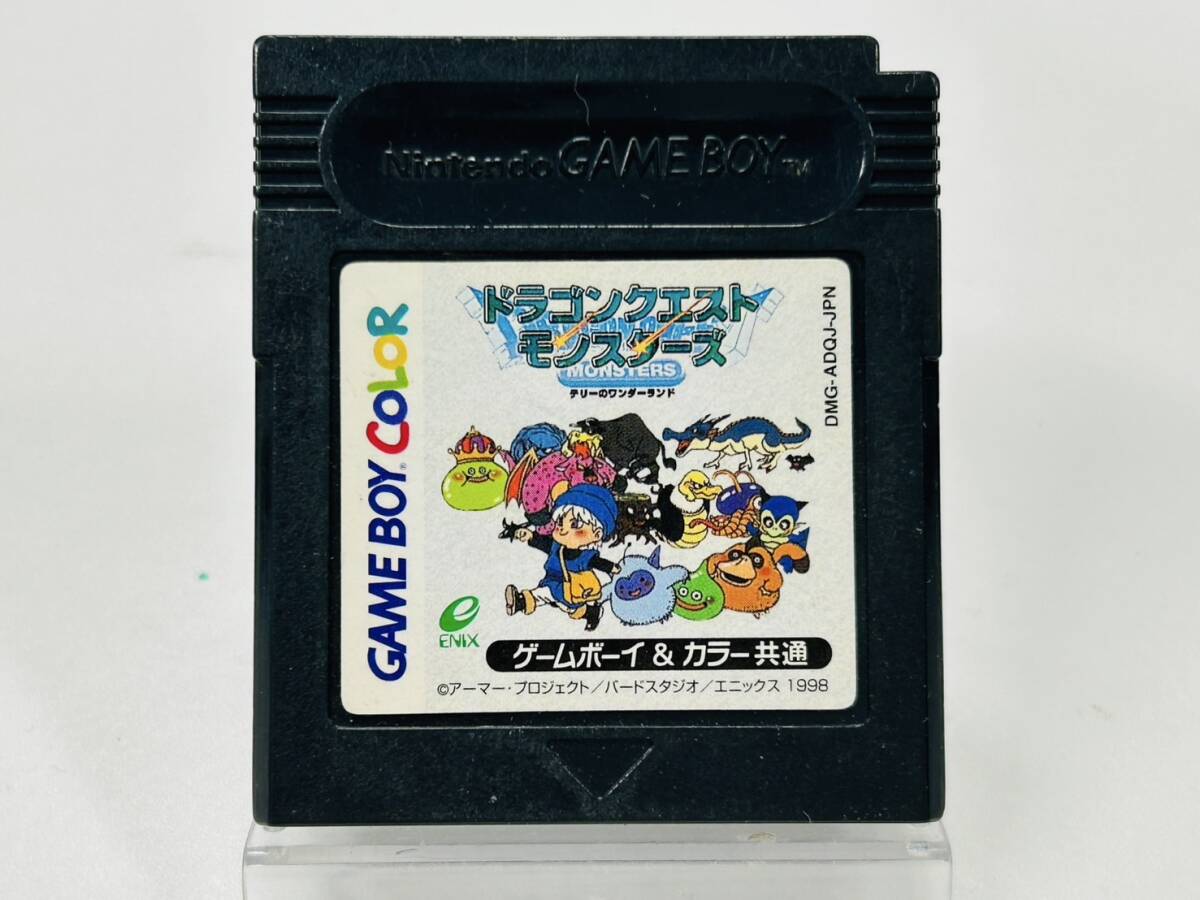 Nintendo GAME BOY TM
GAME BOY COLOR
ドラゴンクエスト
モンスターズ
MONSTERS
テリーのワンダーランド
DMG-ADQJ-JPN
ENIX
ゲームボーイ & カラー共通
©アーマー・プロジェクト/バードスタジオ/エニックス 1998